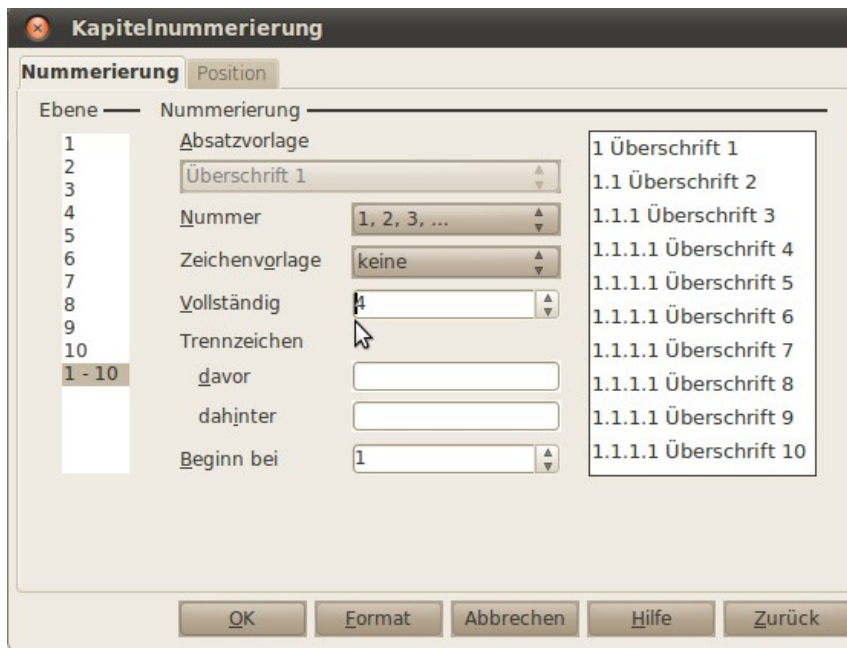 Kapitelnummerierung
Nummerierung Position
Ebene
1
2
3
4
5
6
7
8
9
10
1 - 10
Nummerierung
Absatzvorlage
Überschrift 1
Nummer 1, 2, 3, ...
Zeichenvorlage keine
Vollständig 4
Trennzeichen
davor
dahinter
Beginn bei 1
1 Überschrift 1
1.1 Überschrift 2
1.1.1 Überschrift 3
1.1.1.1 Überschrift 4
1.1.1.1 Überschrift 5
1.1.1.1 Überschrift 6
1.1.1.1 Überschrift 7
1.1.1.1 Überschrift 8
1.1.1.1 Überschrift 9
1.1.1.1 Überschrift 10
OK Format Abbrechen Hilfe Zurück